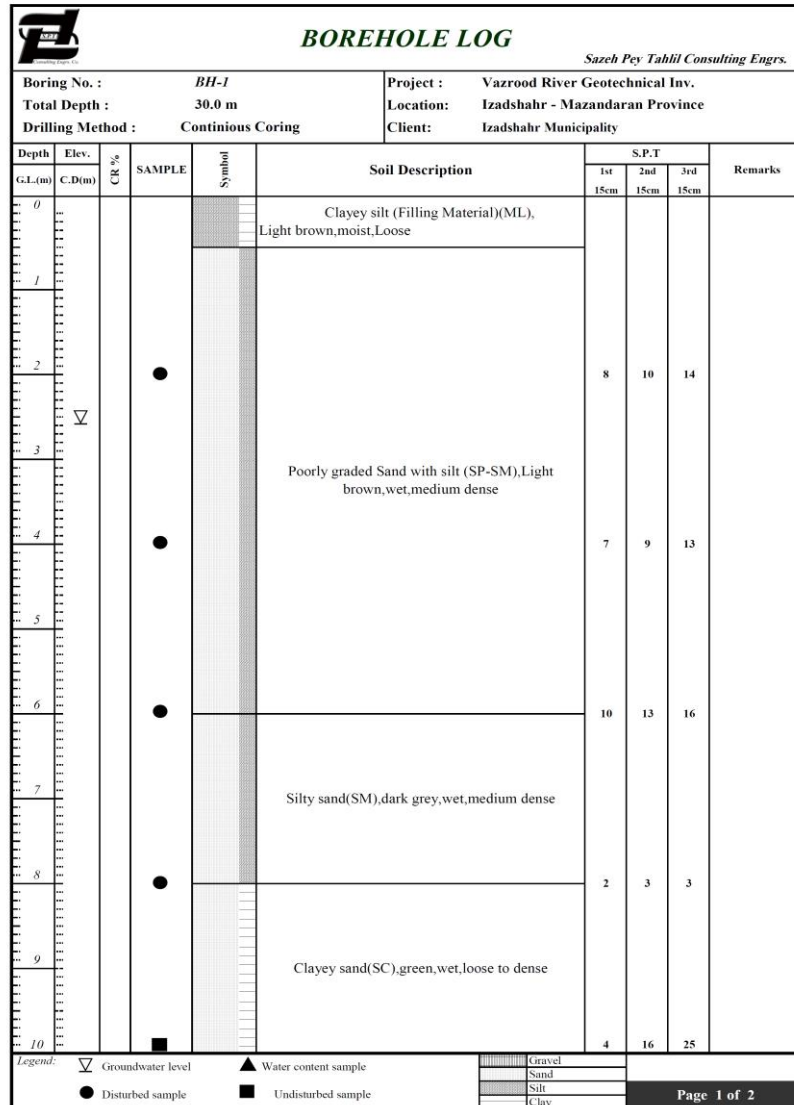 S.P.T
Consulting Engrs. Co.
BOREHOLE LOG
Sazeh Pey Tahlil Consulting Engrs.
Boring No. : BH-1 Project : Vazrood River Geotechnical Inv.
Total Depth : 30.0 m Location: Izadshahr - Mazandaran Province
Drilling Method : Continious Coring Client: Izadshahr Municipality
Depth Elev. CR % SAMPLE Symbol Soil Description S.P.T Remarks
G.L.(m) C.D(m) 1st 2nd 3rd
15cm 15cm 15cm
0
Clayey silt (Filling Material)(ML),
Light brown,moist,Loose
1
2 8 10 14
3
Poorly graded Sand with silt (SP-SM),Light
brown,wet,medium dense
4 7 9 13
5
6 10 13 16
7
Silty sand(SM),dark grey,wet,medium dense
8 2 3 3
9
Clayey sand(SC),green,wet,loose to dense
10 4 16 25
Legend: Groundwater level Water content sample Gravel
Sand
Disturbed sample Undisturbed sample Silt
Clay
Page 1 of 2